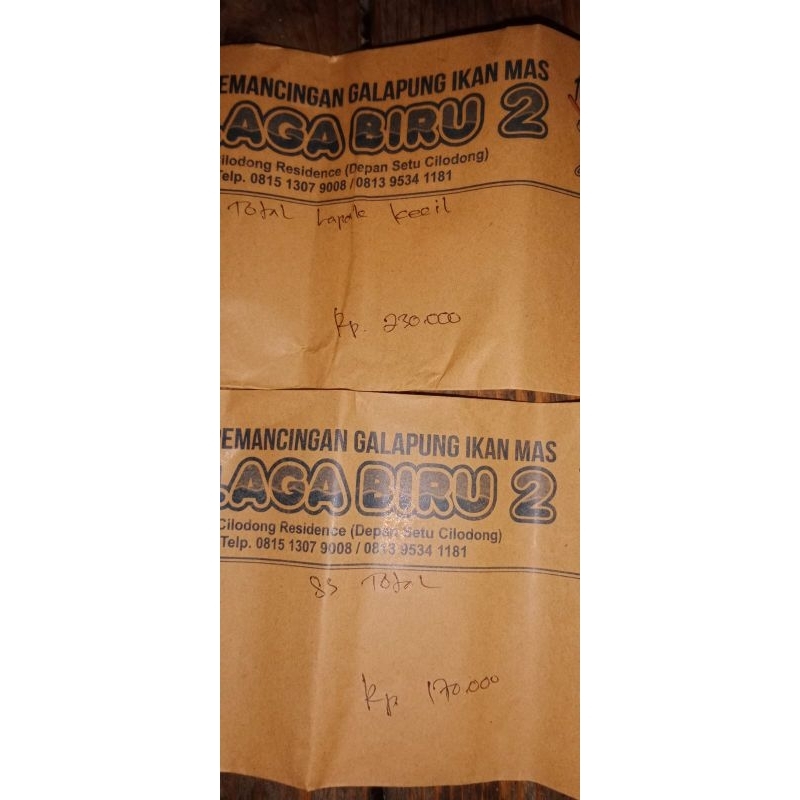 EMANCINGAN GALAPUNG IKAN MAS
LAGA BIRU 2
Cilodong Residence (Depan Setu Cilodong)
Telp. 0815 1307 9008 / 0813 9534 1181
Total Lapak kecil
Rp. 230.000
PEMANCINGAN GALAPUNG IKAN MAS
LAGA BIRU 2
Cilodong Residence (Depan Setu Cilodong)
Telp. 0815 1307 9008 / 0813 9534 1181
SS Total
Rp 170.000